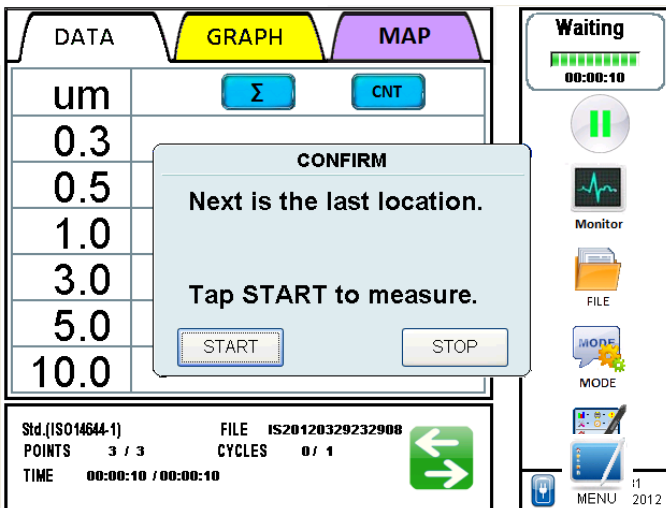 DATA GRAPH MAP
um Σ CNT
0.3
0.5
1.0
3.0
5.0
10.0
CONFIRM
Next is the last location.
Tap START to measure.
START STOP
Std.(ISO14644-1) FILE IS20120329232908
POINTS 3 / 3 CYCLES 0/ 1
TIME 00:00:10 / 00:00:10
Waiting
00:00:10
Monitor
FILE
MODE
MODE
MENU
2012